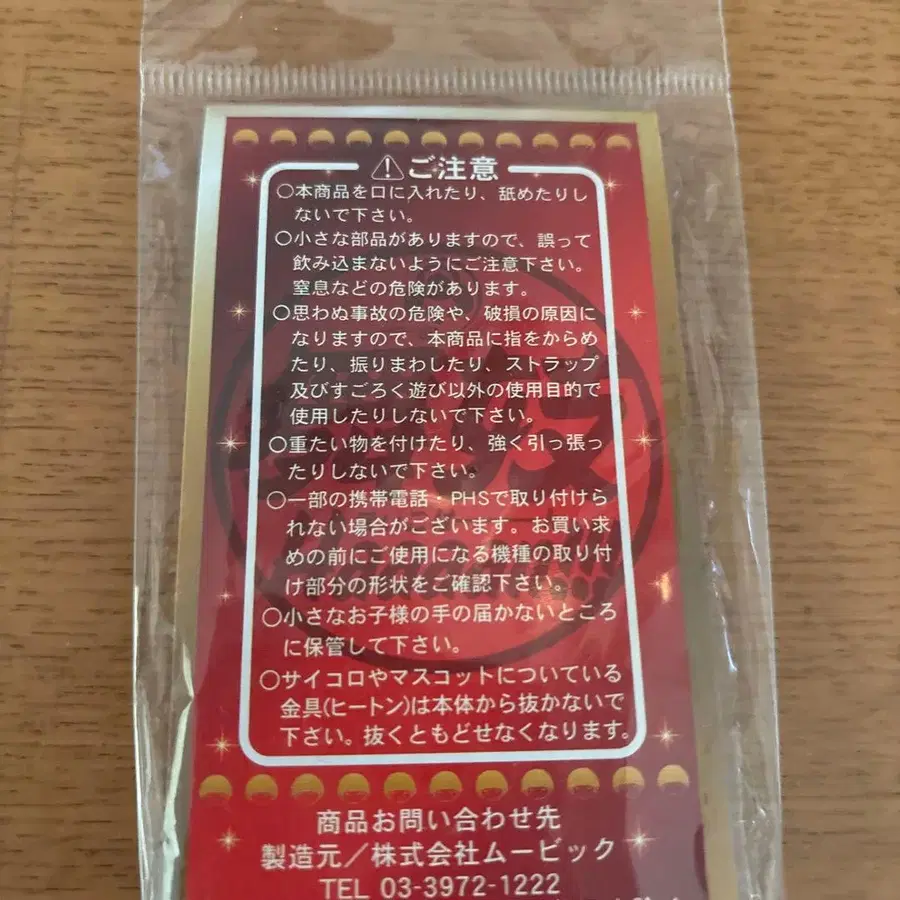 ⚠ご注意
○本商品を口に入れたり、舐めたりし
ないで下さい。
○小さな部品がありますので、誤って
飲み込まないようにご注意下さい。
窒息などの危険があります。
○思わぬ事故の危険や、破損の原因に
なりますので、本商品に指をからめ
たり、振りまわしたり、ストラップ
及びすごろく遊び以外の使用目的で
使用したりしないで下さい。
○重たい物を付けたり、強く引っ張っ
たりしないで下さい。
○一部の携帯電話・PHSで取り付けら
れない場合がございます。お買い求
めの前にご使用になる機種の取り付
け部分の形状をご確認下さい。
○小さなお子様の手の届かないところ
に保管して下さい。
○サイコロやマスコットについている
金具(ヒートン)は本体から抜かないで
下さい。抜くともどせなくなります。
商品お問い合わせ先
製造元／株式会社ムービック
TEL 03-3972-1222